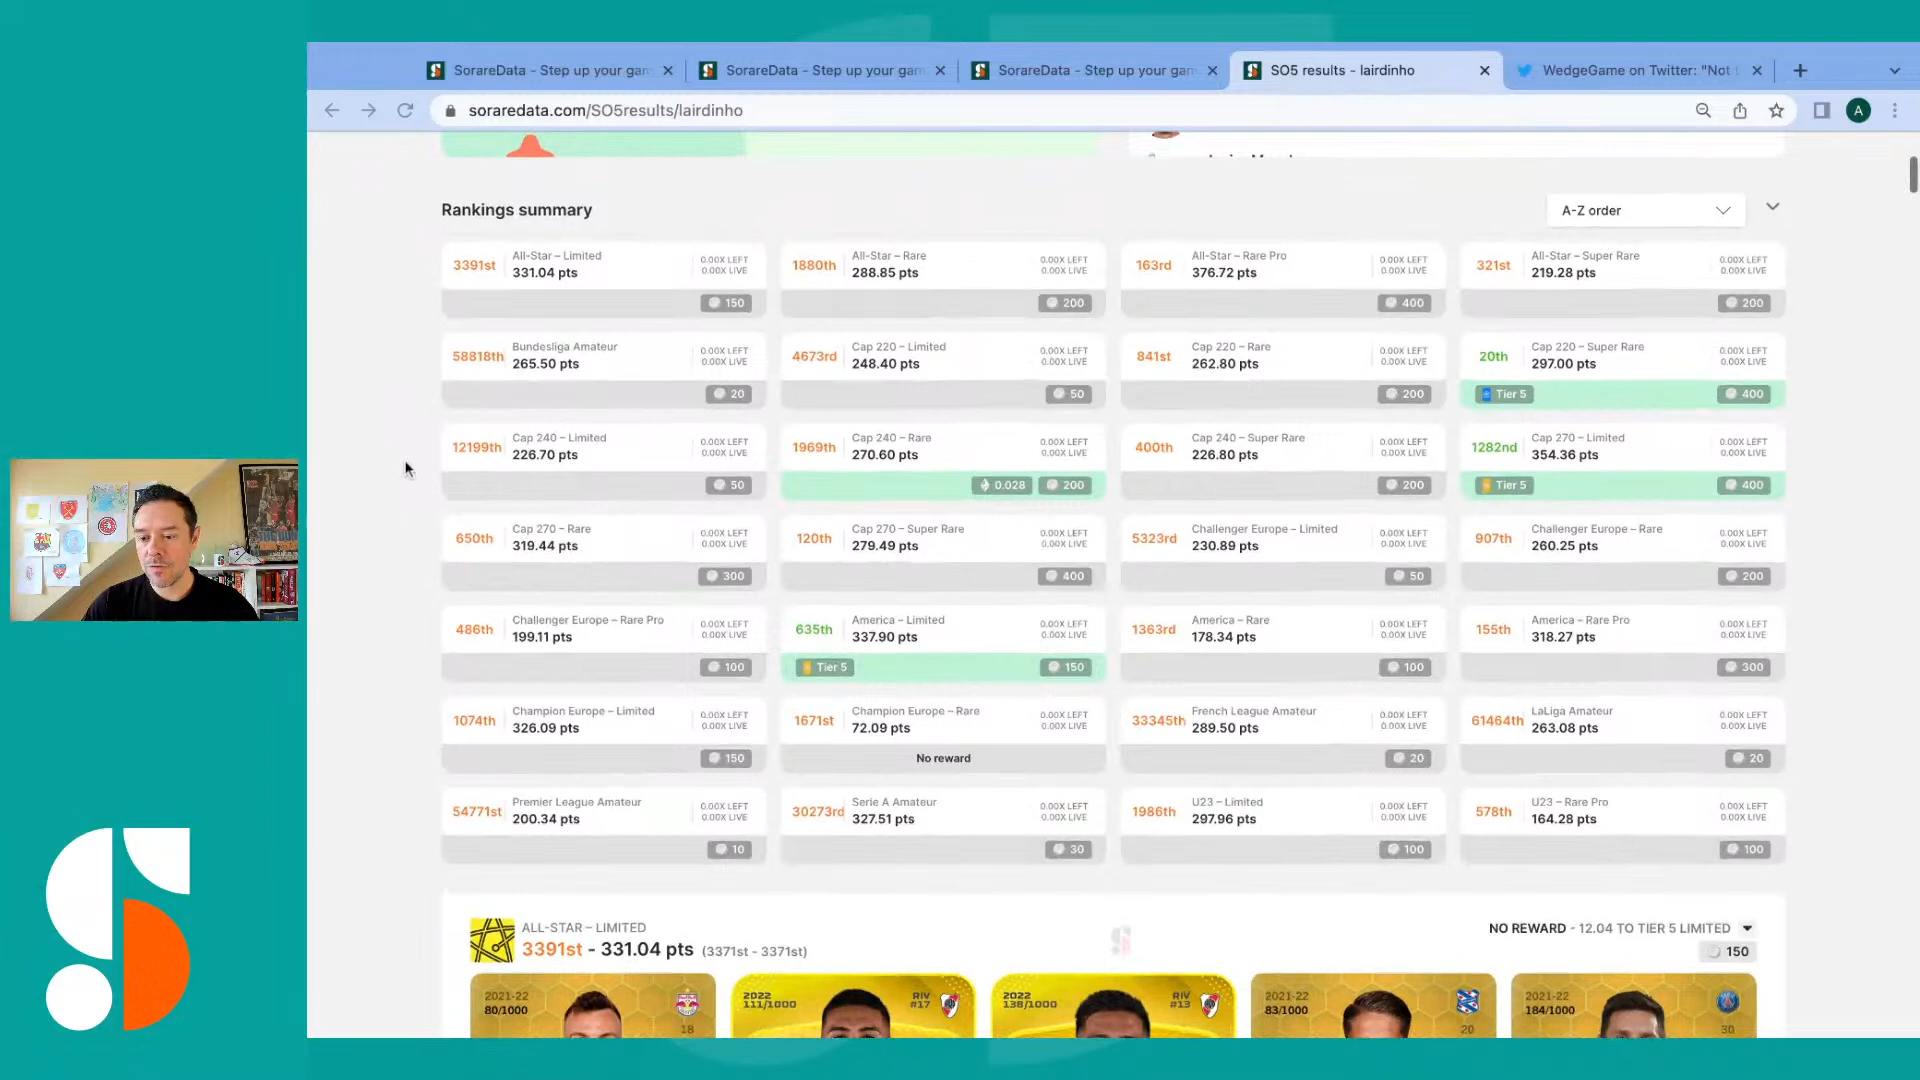 SorareData - Step up your gam
SorareData - Step up your gam
SorareData - Step up your gam
SO5 results - lairdinho
WedgeGame on Twitter: "Not t
soraredata.com/SO5results/lairdinho
A
Rankings summary
A-Z order
3391st All-Star – Limited 331.04 pts 0.00X LEFT 0.00X LIVE
150
1880th All-Star – Rare 288.85 pts 0.00X LEFT 0.00X LIVE
200
163rd All-Star – Rare Pro 376.72 pts 0.00X LEFT 0.00X LIVE
400
321st All-Star – Super Rare 219.28 pts 0.00X LEFT 0.00X LIVE
200
58818th Bundesliga Amateur 265.50 pts 0.00X LEFT 0.00X LIVE
20
4673rd Cap 220 – Limited 248.40 pts 0.00X LEFT 0.00X LIVE
50
841st Cap 220 – Rare 262.80 pts 0.00X LEFT 0.00X LIVE
200
20th Cap 220 – Super Rare 297.00 pts 0.00X LEFT 0.00X LIVE
Tier 5 400
12199th Cap 240 – Limited 226.70 pts 0.00X LEFT 0.00X LIVE
50
1969th Cap 240 – Rare 270.60 pts 0.00X LEFT 0.00X LIVE
0.028 200
400th Cap 240 – Super Rare 226.80 pts 0.00X LEFT 0.00X LIVE
200
1282nd Cap 270 – Limited 354.36 pts 0.00X LEFT 0.00X LIVE
Tier 5 400
650th Cap 270 – Rare 319.44 pts 0.00X LEFT 0.00X LIVE
300
120th Cap 270 – Super Rare 279.49 pts 0.00X LEFT 0.00X LIVE
400
5323rd Challenger Europe – Limited 230.89 pts 0.00X LEFT 0.00X LIVE
50
907th Challenger Europe – Rare 260.25 pts 0.00X LEFT 0.00X LIVE
200
486th Challenger Europe – Rare Pro 199.11 pts 0.00X LEFT 0.00X LIVE
100
635th America – Limited 337.90 pts 0.00X LEFT 0.00X LIVE
Tier 5 150
1363rd America – Rare 178.34 pts 0.00X LEFT 0.00X LIVE
100
155th America – Rare Pro 318.27 pts 0.00X LEFT 0.00X LIVE
300
1074th Champion Europe – Limited 326.09 pts 0.00X LEFT 0.00X LIVE
150
1671st Champion Europe – Rare 72.09 pts 0.00X LEFT 0.00X LIVE
No reward
33345th French League Amateur 289.50 pts 0.00X LEFT 0.00X LIVE
20
61464th LaLiga Amateur 263.08 pts 0.00X LEFT 0.00X LIVE
20
54771st Premier League Amateur 200.34 pts 0.00X LEFT 0.00X LIVE
10
30273rd Serie A Amateur 327.51 pts 0.00X LEFT 0.00X LIVE
30
1986th U23 – Limited 297.96 pts 0.00X LEFT 0.00X LIVE
100
578th U23 – Rare Pro 164.28 pts 0.00X LEFT 0.00X LIVE
100
ALL-STAR – LIMITED
3391st - 331.04 pts (3371st - 3371st)
NO REWARD - 12.04 TO TIER 5 LIMITED
150
2021-22
80/1000
18
2022
111/1000
RIV
#17
2022
138/1000
RIV
#13
2021-22
83/1000
20
2021-22
184/1000
30